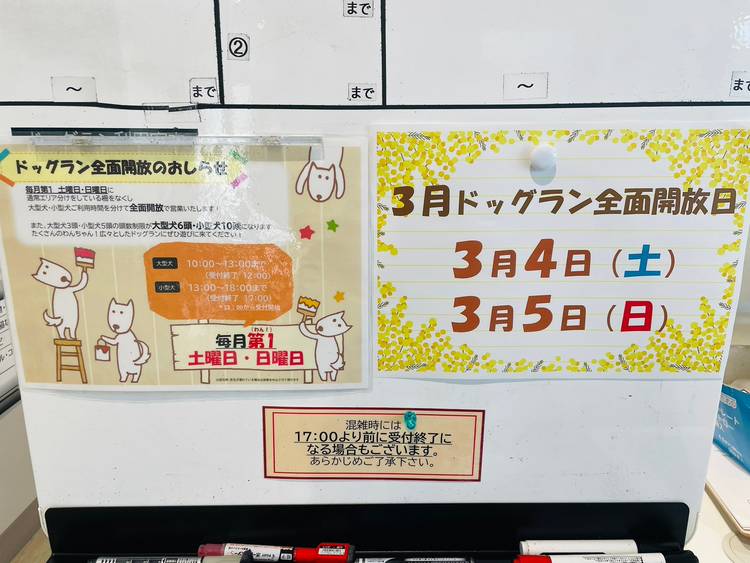 まで
②
～
まで
まで
～
まで
ドッグラン全面開放のおしらせ
毎月第1 土曜日・日曜日に
通常エリア分けをしている柵をなくし
大型犬・小型犬ご利用時間を分けて全面開放で営業いたします!
また、大型犬3頭・小型犬5頭の頭数制限が大型犬6頭・小型犬10頭になります
たくさんのわんちゃん!広々としたドッグランにぜひ遊びに来てください!
大型犬 10:00～13:00まで
(受付終了 12:00)
小型犬 13:00～18:00まで
(受付終了 17:00)
(わん!)
毎月第1
土曜日・日曜日
3月ドッグラン全面開放日
3月4日(土)
3月5日(日)
混雑時には
17:00より前に受付終了に
なる場合もございます。
あらかじめご了承下さい。